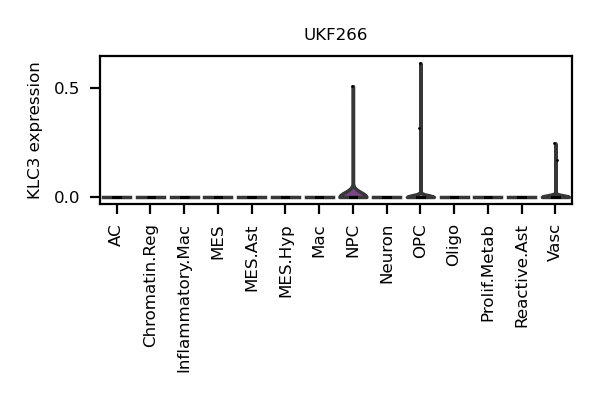 UKF266
KLC3 expression
0.5
0.0
AC
Chromatin.Reg
Inflammatory.Mac
MES
MES.Ast
MES.Hyp
Mac
NPC
Neuron
OPC
Oligo
Prolif.Metab
Reactive.Ast
Vasc